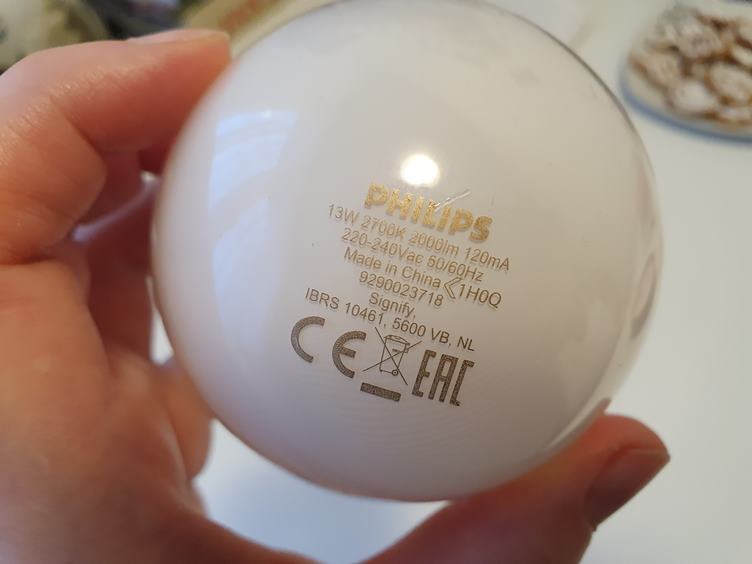 PHILIPS
13W 2700K 2000lm 120mA
220-240Vac 50/60Hz
Made in China <1H0Q
9290023718
Signify,
IBRS 10461, 5600 VB, NL
CE EAC